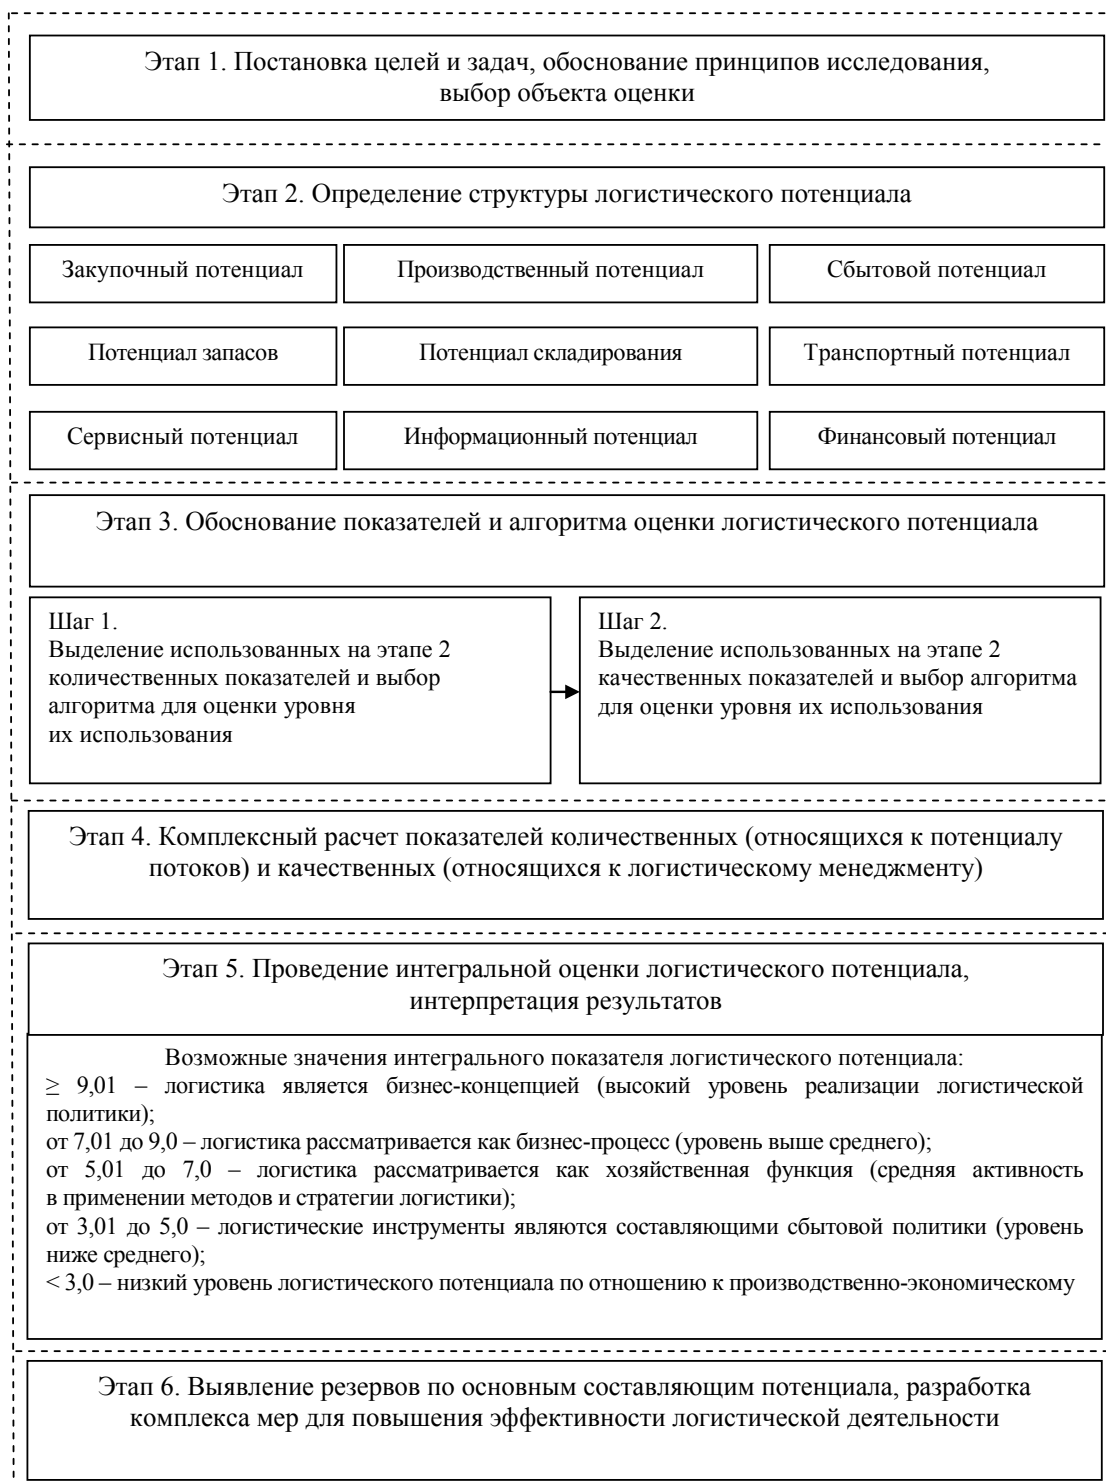 Этап 1. Постановка целей и задач, обоснование принципов исследования,
выбор объекта оценки
Этап 2. Определение структуры логистического потенциала
Закупочный потенциал
Производственный потенциал
Сбытовой потенциал
Потенциал запасов
Потенциал складирования
Транспортный потенциал
Сервисный потенциал
Информационный потенциал
Финансовый потенциал
Этап 3. Обоснование показателей и алгоритма оценки логистического потенциала
Шаг 1.
Выделение использованных на этапе 2
количественных показателей и выбор
алгоритма для оценки уровня
их использования
Шаг 2.
Выделение использованных на этапе 2
качественных показателей и выбор алгоритма
для оценки уровня их использования
Этап 4. Комплексный расчет показателей количественных (относящихся к потенциалу
потоков) и качественных (относящихся к логистическому менеджменту)
Этап 5. Проведение интегральной оценки логистического потенциала,
интерпретация результатов
Возможные значения интегрального показателя логистического потенциала:
≥ 9,01 – логистика является бизнес-концепцией (высокий уровень реализации логистической
политики);
от 7,01 до 9,0 – логистика рассматривается как бизнес-процесс (уровень выше среднего);
от 5,01 до 7,0 – логистика рассматривается как хозяйственная функция (средняя активность
в применении методов и стратегии логистики);
от 3,01 до 5,0 – логистические инструменты являются составляющими сбытовой политики (уровень
ниже среднего);
< 3,0 – низкий уровень логистического потенциала по отношению к производственно-экономическому
Этап 6. Выявление резервов по основным составляющим потенциала, разработка
комплекса мер для повышения эффективности логистической деятельности